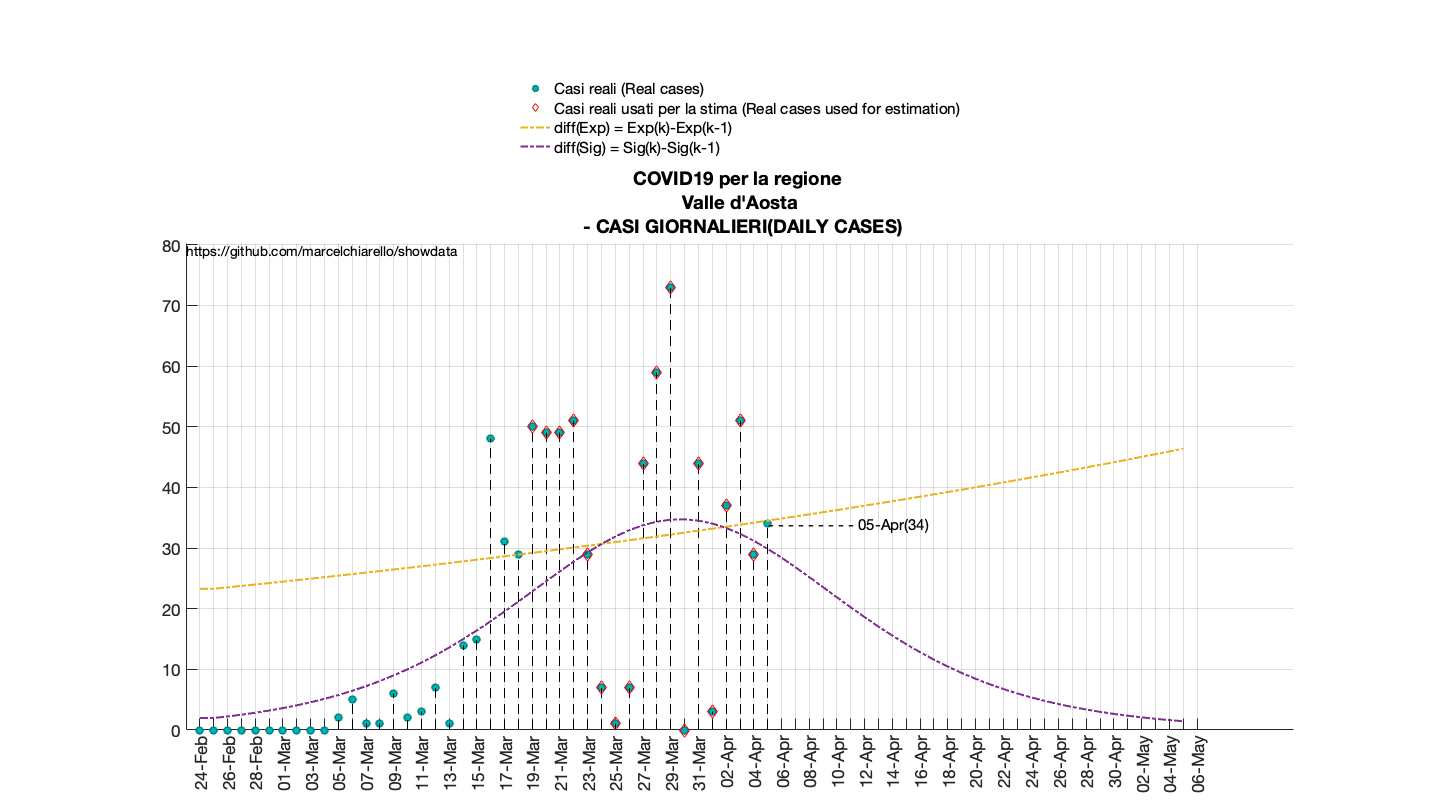 Casi reali (Real cases)
Casi reali usati per la stima (Real cases used for estimation)
diff(Exp) = Exp(k)-Exp(k-1)
diff(Sig) = Sig(k)-Sig(k-1)
COVID19 per la regione
Valle d'Aosta
- CASI GIORNALIERI(DAILY CASES)
https://github.com/marcelchiarello/showdata
80
70
60
50
40
30
20
10
0
05-Apr(34)
24-Feb
26-Feb
28-Feb
01-Mar
03-Mar
05-Mar
07-Mar
09-Mar
11-Mar
13-Mar
15-Mar
17-Mar
19-Mar
21-Mar
23-Mar
25-Mar
27-Mar
29-Mar
31-Mar
02-Apr
04-Apr
06-Apr
08-Apr
10-Apr
12-Apr
14-Apr
16-Apr
18-Apr
20-Apr
22-Apr
24-Apr
26-Apr
28-Apr
30-Apr
02-May
04-May
06-May